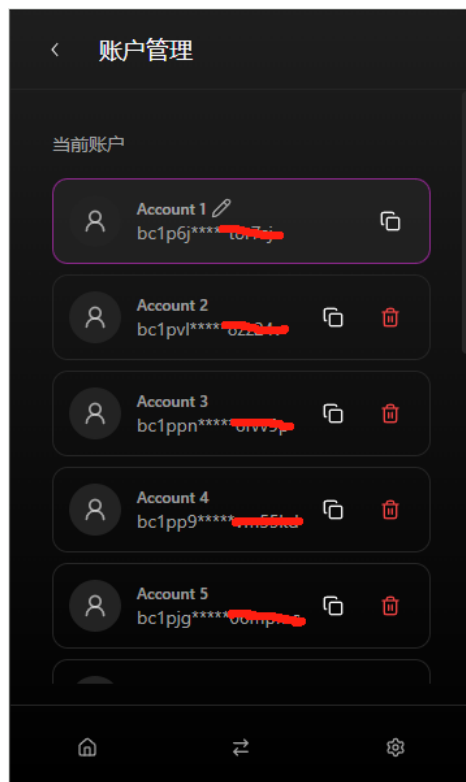 账户管理
当前账户
Account 1
bc1p6j****
Account 2
bc1pvl*****
Account 3
bc1ppn*****
Account 4
bc1pp9*****
Account 5
bc1pjg*****